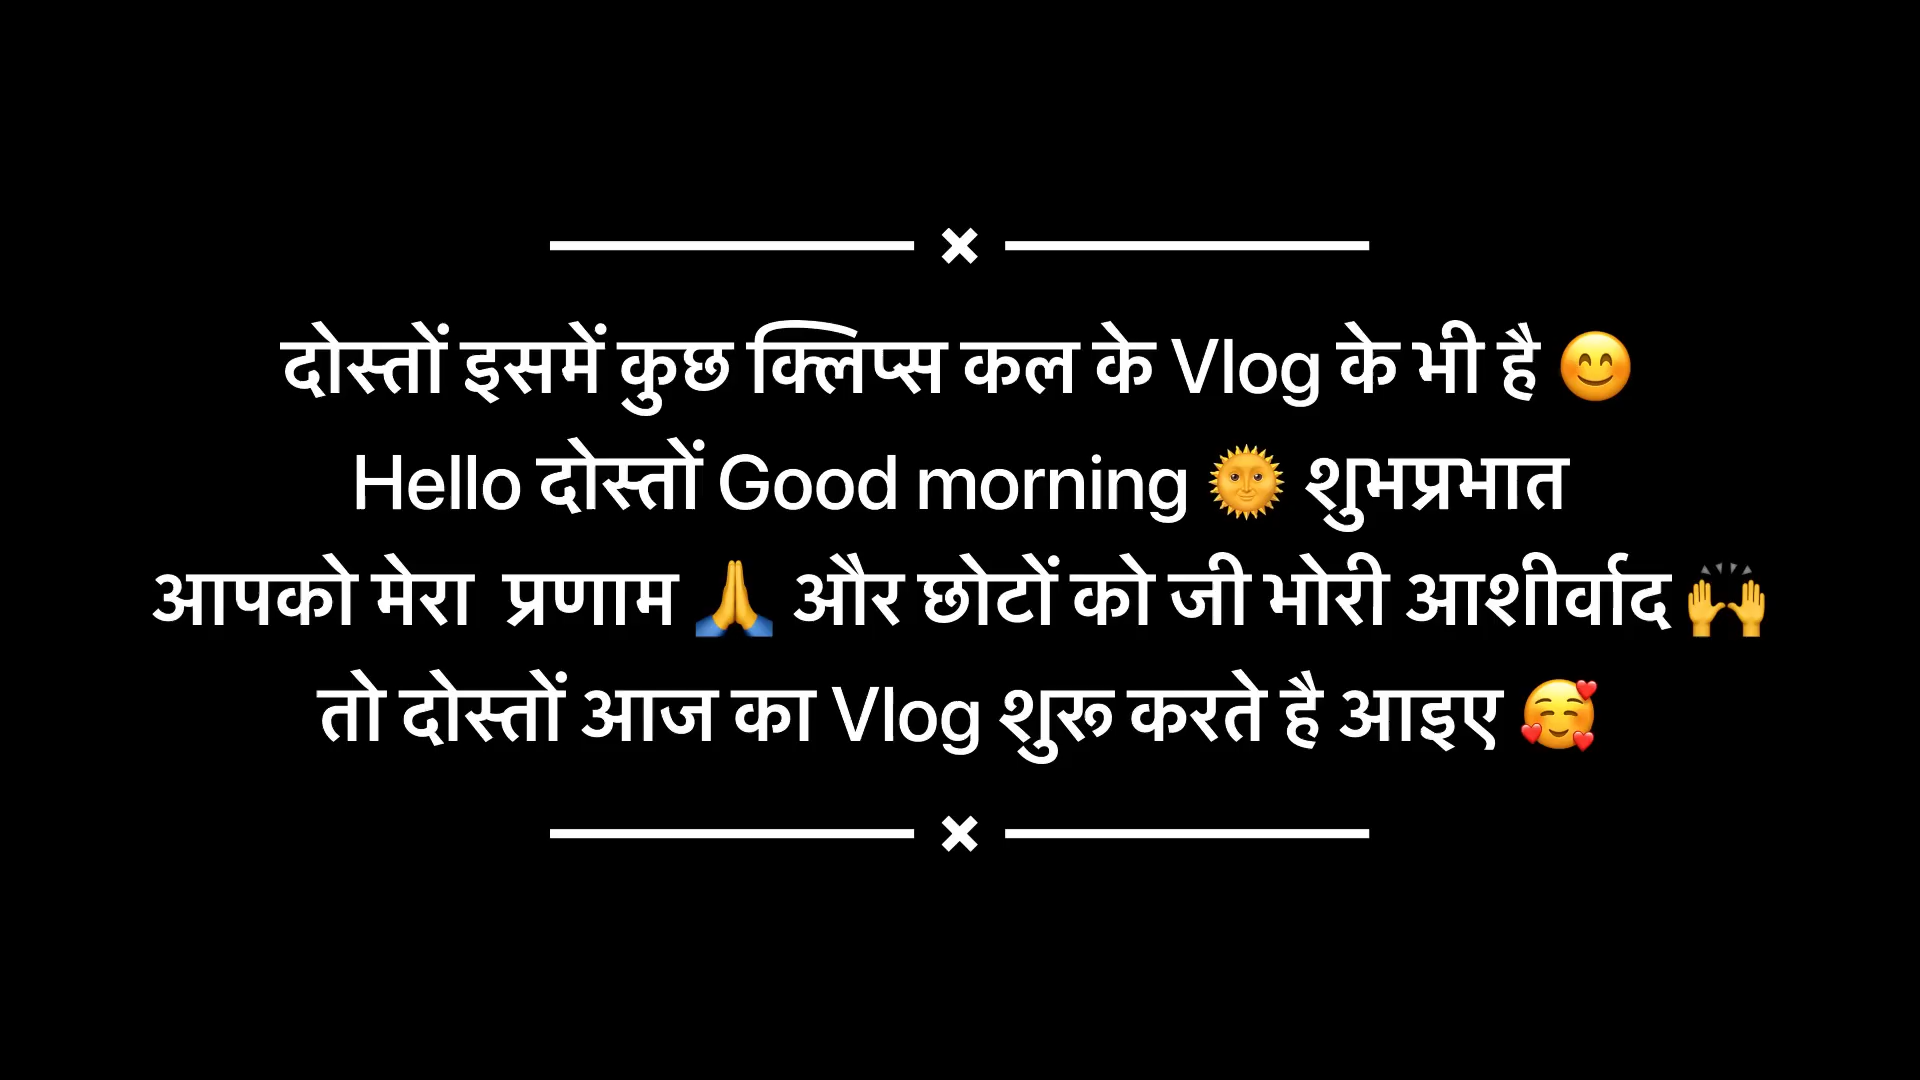 दोस्तों इसमें कुछ क्लिप्स कल के Vlog के भी है 😊
Hello दोस्तों Good morning 🌞 शुभप्रभात
आपको मेरा  प्रणाम 🙏 और छोटों को जी भोरी आशीर्वाद 🙌
तो दोस्तों आज का Vlog शुरू करते है आइए 🥰